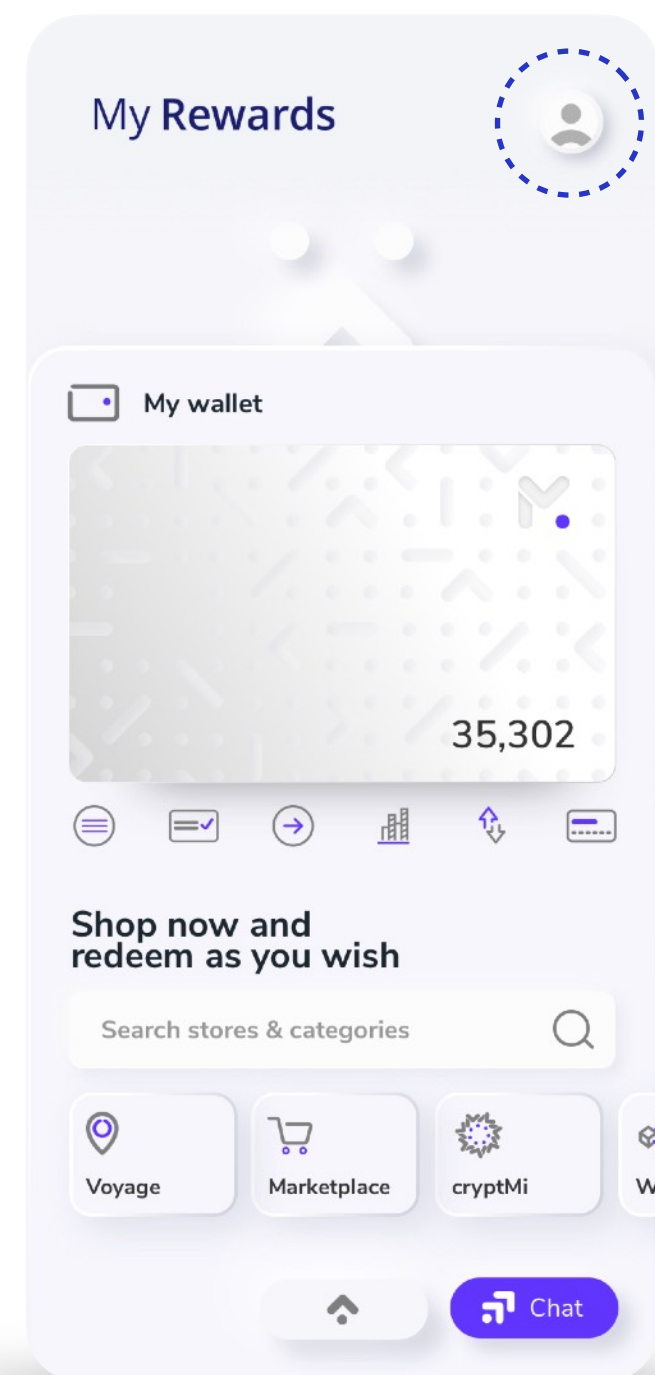 My Rewards
My wallet
35,302
Shop now and
redeem as you wish
Search stores & categories
Voyage
Marketplace
cryptMi
Chat